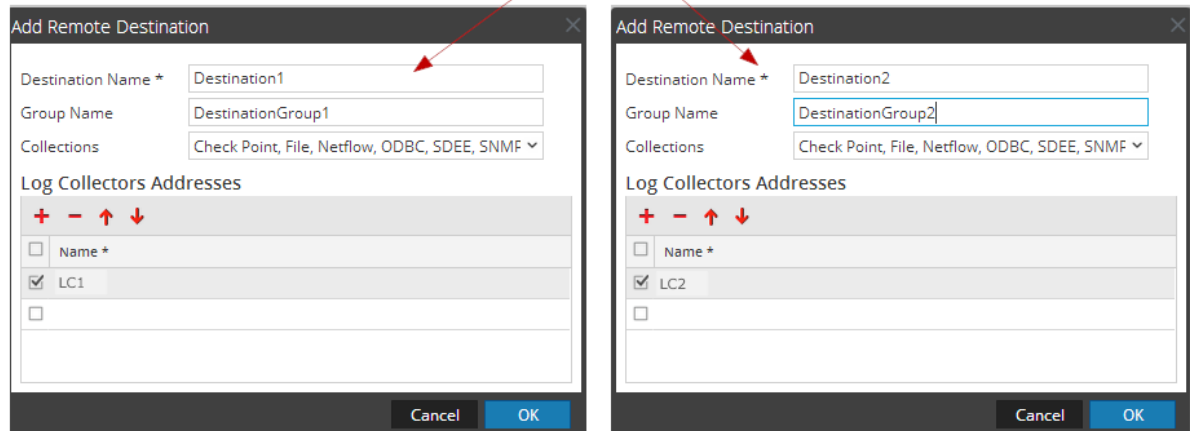 Add Remote Destination
Destination Name * Destination1
Group Name DestinationGroup1
Collections Check Point, File, Netflow, ODBC, SDEE, SNMP
Log Collectors Addresses
Name *
LC1
Cancel OK
Add Remote Destination
Destination Name * Destination2
Group Name DestinationGroup2
Collections Check Point, File, Netflow, ODBC, SDEE, SNMP
Log Collectors Addresses
Name *
LC2
Cancel OK